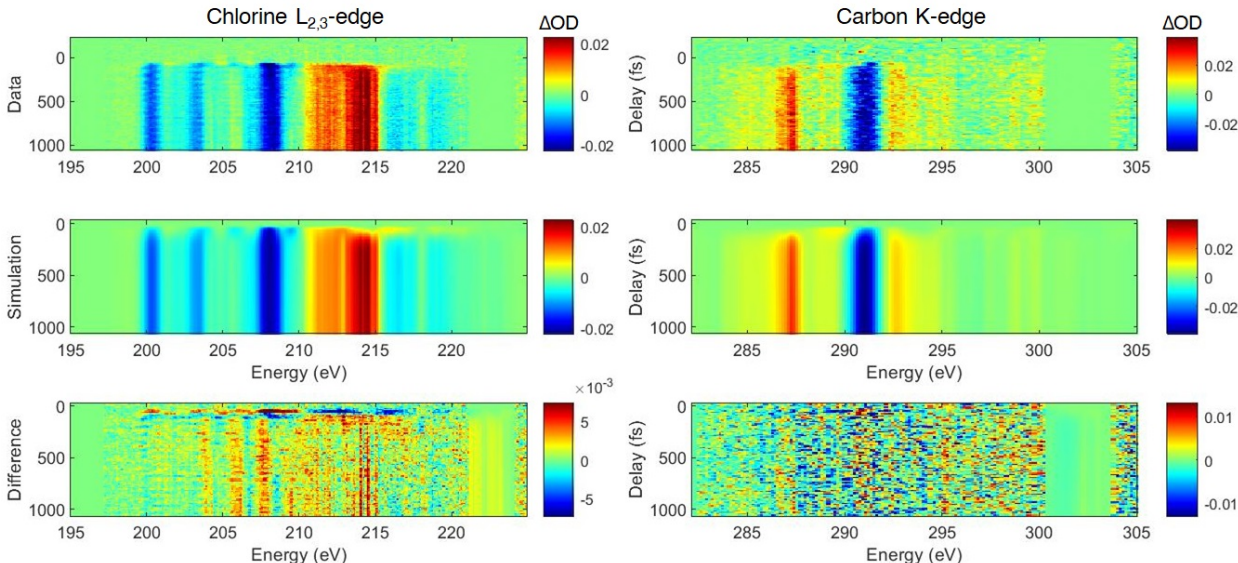 Chlorine L2,3-edge
Carbon K-edge
ΔOD
ΔOD
Data
0
500
1000
195 200 205 210 215 220
0.02
0
-0.02
Delay (fs)
0
500
1000
285 290 295 300 305
0.02
0
-0.02
Simulation
0
500
1000
195 200 205 210 215 220
Energy (eV)
0.02
0
-0.02
Delay (fs)
0
500
1000
285 290 295 300 305
Energy (eV)
0.02
0
-0.02
Difference
0
500
1000
195 200 205 210 215 220
Energy (eV)
× 10-3
5
0
-5
Delay (fs)
0
500
1000
285 290 295 300 305
Energy (eV)
0.01
0
-0.01